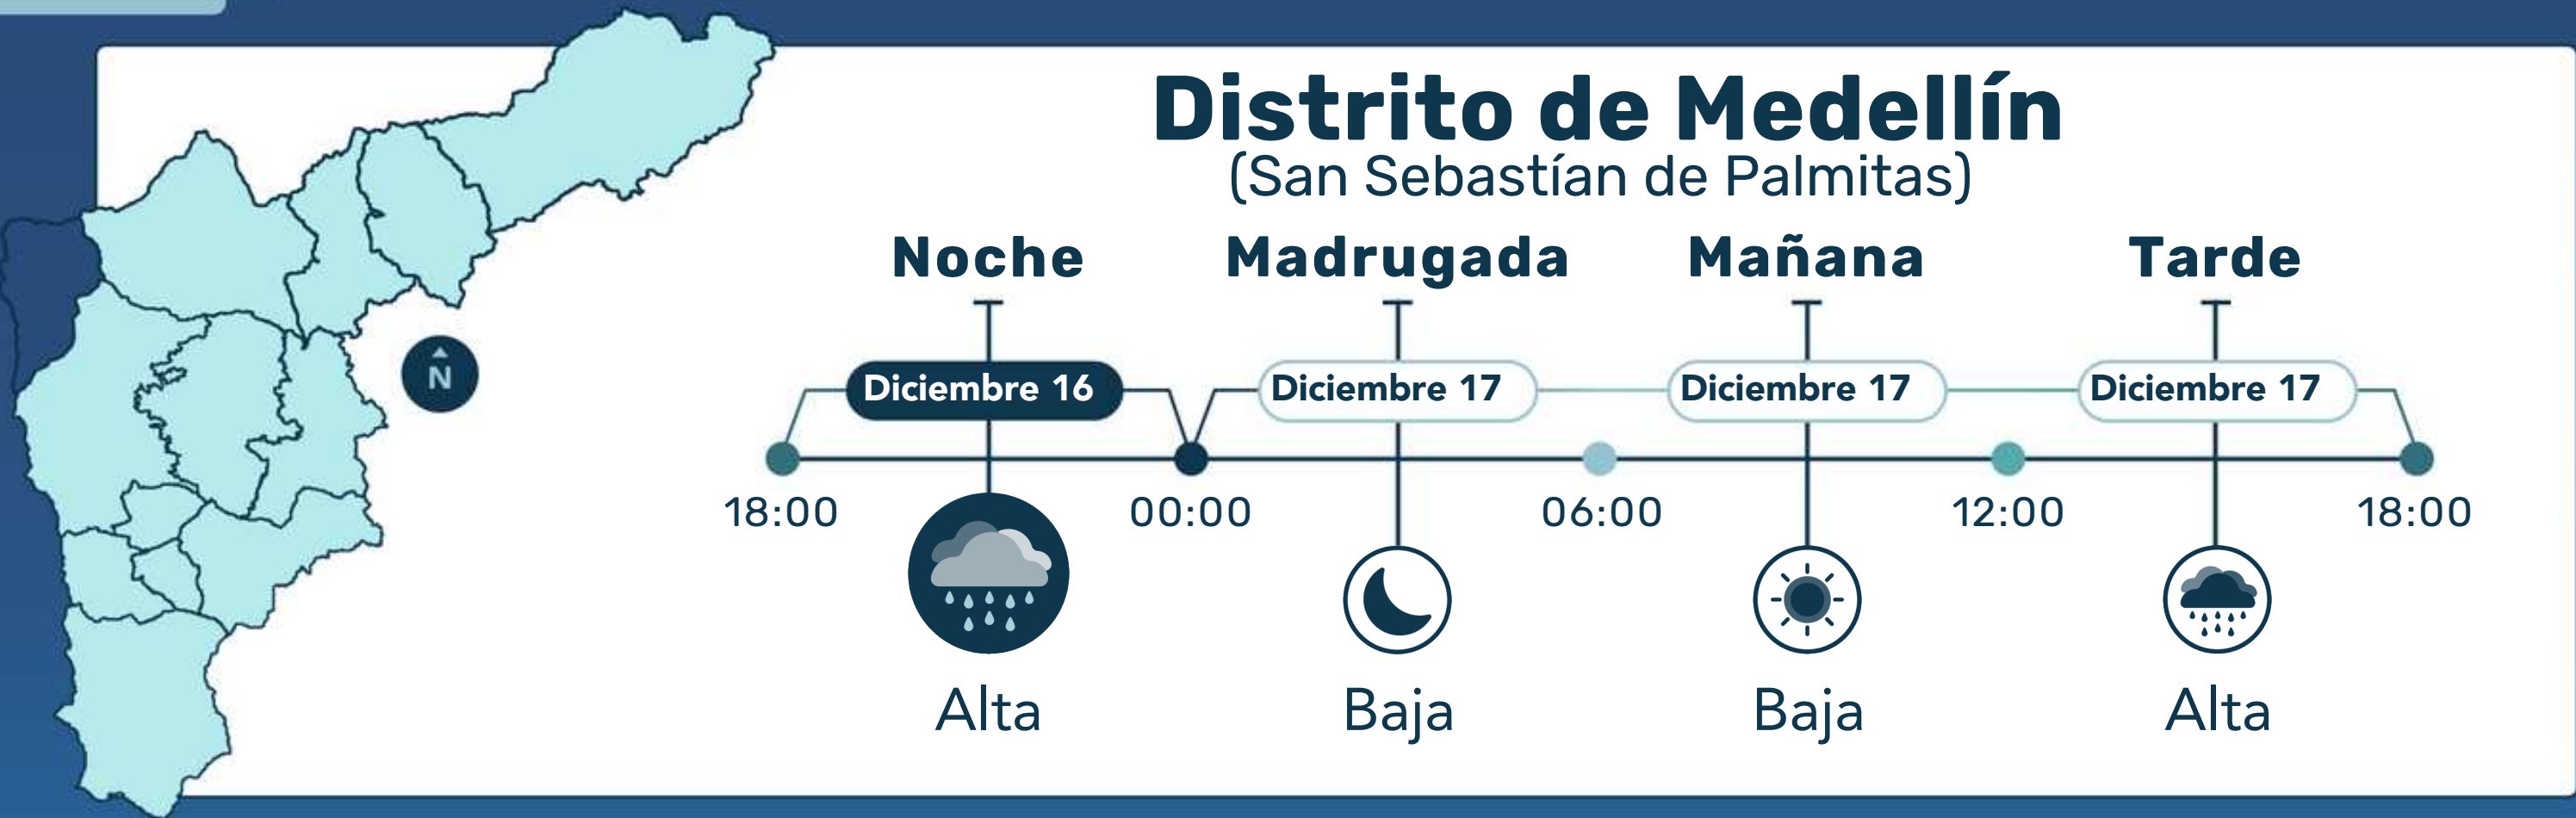 Distrito de Medellín
(San Sebastían de Palmitas)
Noche Madrugada Mañana Tarde
Diciembre 16 Diciembre 17 Diciembre 17 Diciembre 17
N
18:00 00:00 06:00 12:00 18:00
Alta Baja Baja Alta